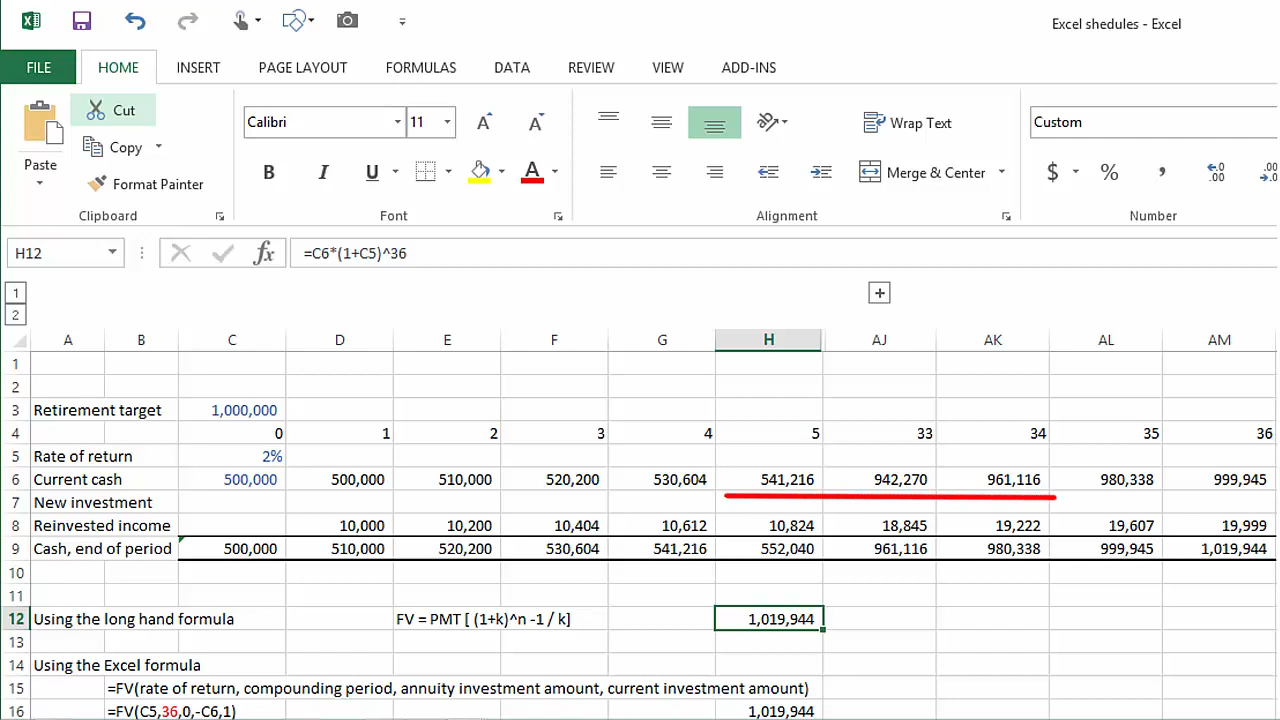 Excel shedules - Excel
FILE HOME INSERT PAGE LAYOUT FORMULAS DATA REVIEW VIEW ADD-INS
Cut
Copy
Format Painter
Paste
Clipboard
Calibri 11
B I U A
Font
Wrap Text
Merge & Center
Alignment
Custom
$ % , .00
Number
H12 fx =C6*(1+C5)^36
1
2
A B C D E F G H AJ AK AL AM
1
2
3 Retirement target 1,000,000
4 0 1 2 3 4 5 33 34 35 36
5 Rate of return 2%
6 Current cash 500,000 500,000 510,000 520,200 530,604 541,216 942,270 961,116 980,338 999,945
7 New investment
8 Reinvested income 10,000 10,200 10,404 10,612 10,824 18,845 19,222 19,607 19,999
9 Cash, end of period 500,000 510,000 520,200 530,604 541,216 552,040 961,116 980,338 999,945 1,019,944
10
11
12 Using the long hand formula FV = PMT [ (1+k)^n -1 / k] 1,019,944
13
14 Using the Excel formula
15 =FV(rate of return, compounding period, annuity investment amount, current investment amount)
16 =FV(C5,36,0,-C6,1) 1,019,944